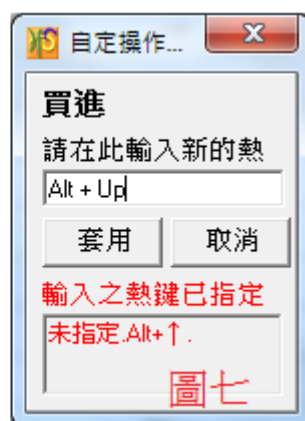 自定操作...
買進
請在此輸入新的熱
Alt + Up
套用
取消
輸入之熱鍵已指定
未指定.Alt+↑.
圖七